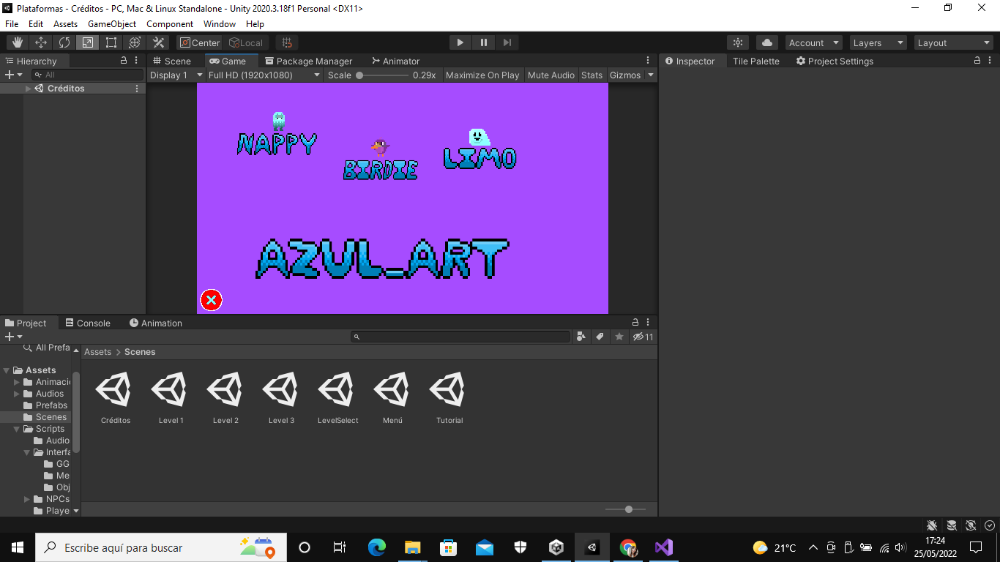 Plataformas - Créditos - PC, Mac & Linux Standalone - Unity 2020.3.18f1 Personal <DX11>
File Edit Assets GameObject Component Window Help
Center Local Account Layers Layout
Hierarchy Scene Game Package Manager Animator Inspector Tile Palette Project Settings
All Display 1 Full HD (1920x1080) Scale 0.29x Maximize On Play Mute Audio Stats Gizmos
Créditos
NAPPY
BIRDIE
LIMO
AZUL_ART
Project Console Animation
11
All Prefa
Assets > Scenes
Assets
Animaci
Audios
Prefabs
Scenes
Scripts
Audio
Interfa
GG
Me
Obj
NPCs
Playe
Créditos Level 1 Level 2 Level 3 LevelSelect Menú Tutorial
Escribe aquí para buscar
21°C
17:24
25/05/2022